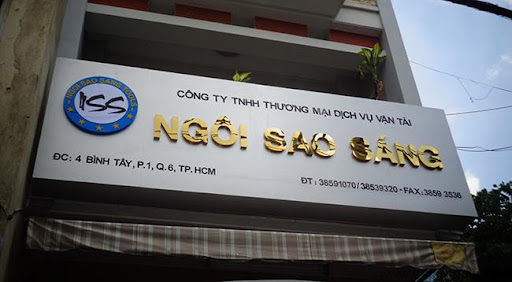 CÔNG TY TNHH THƯƠNG MẠI DỊCH VỤ VẬN TẢI
NGÔI SAO SÁNG
ĐC: 4 BÌNH TÂY, P.1, Q.6, TP.HCM
ĐT: 38591070/38539320 - FAX:3859 3536